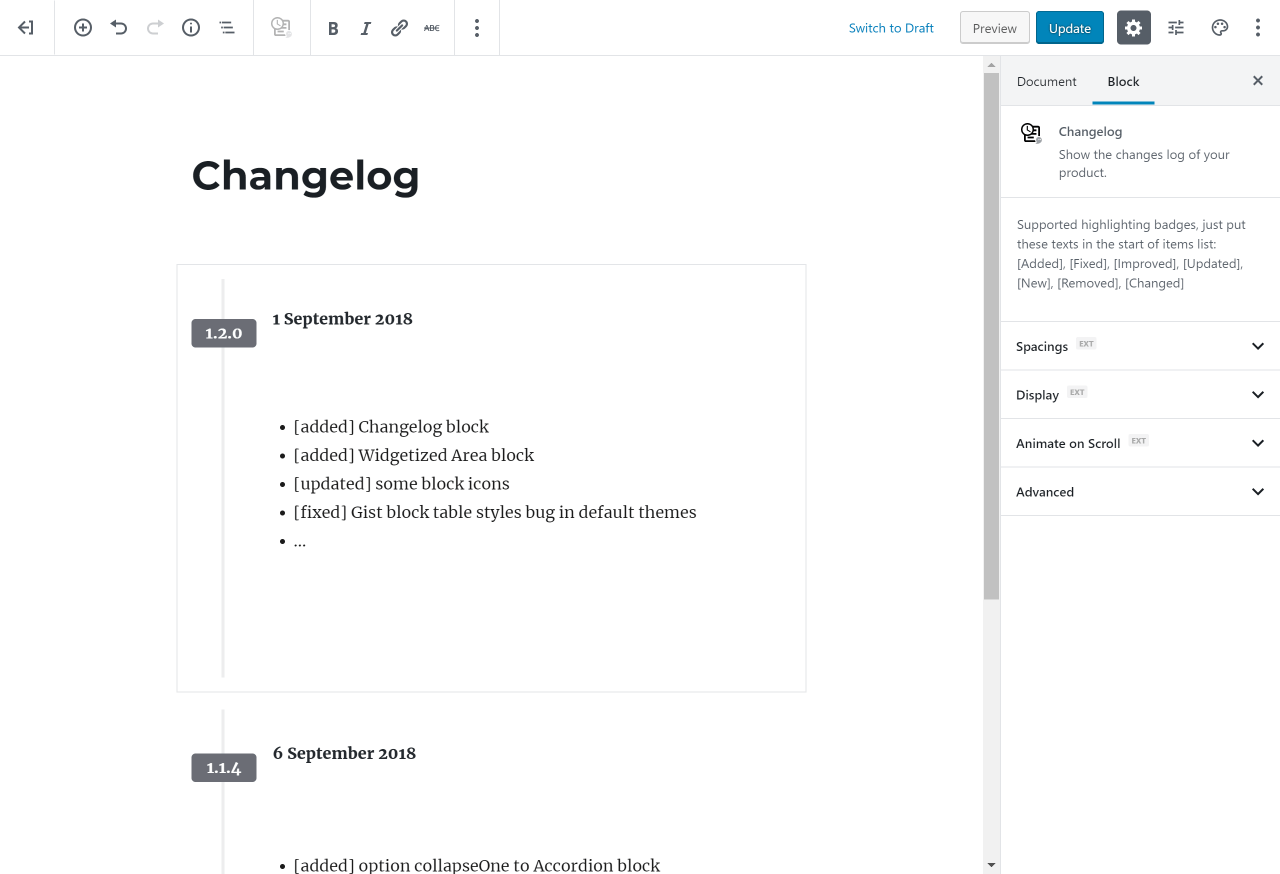 B I ABC
Switch to Draft
Preview
Update
Document
Block
Changelog
Show the changes log of your
product.
Supported highlighting badges, just put
these texts in the start of items list:
[Added], [Fixed], [Improved], [Updated],
[New], [Removed], [Changed]
Spacings EXT
Display EXT
Animate on Scroll EXT
Advanced
Changelog
1 September 2018
1.2.0
• [added] Changelog block
• [added] Widgetized Area block
• [updated] some block icons
• [fixed] Gist block table styles bug in default themes
• ...
6 September 2018
1.1.4
• [added] option collapseOne to Accordion block